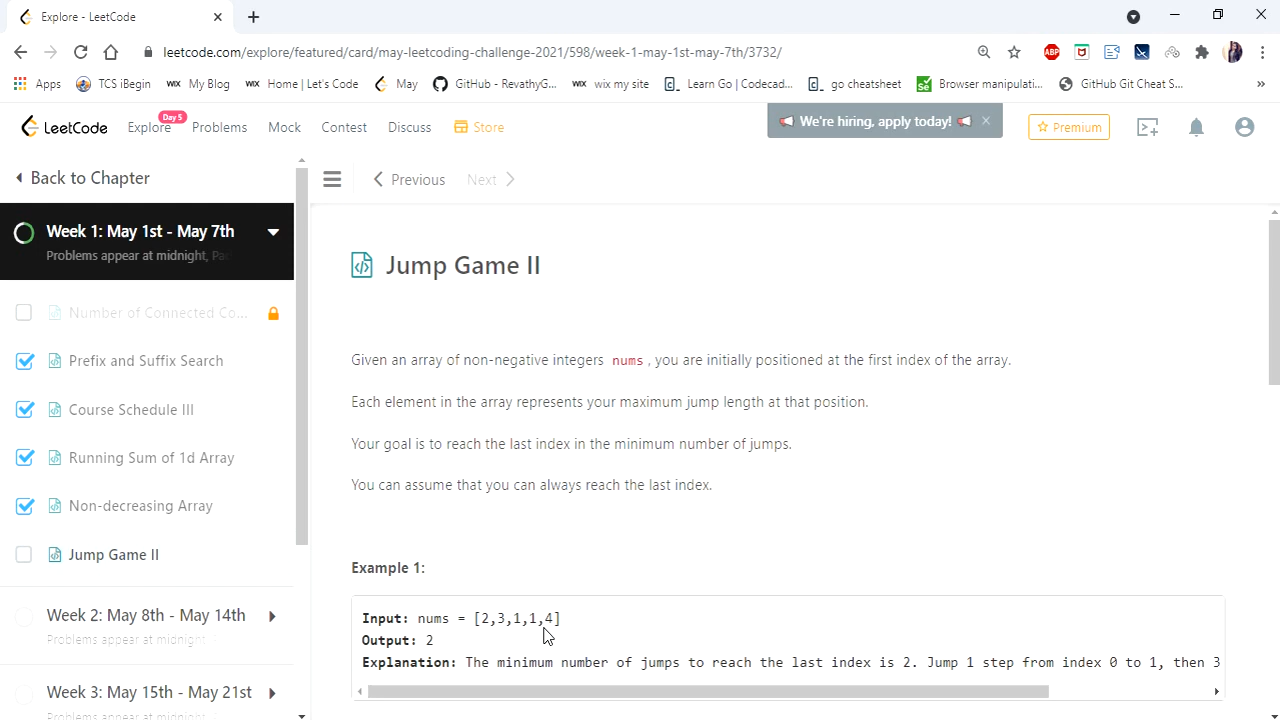 Explore - LeetCode
leetcode.com/explore/featured/card/may-leetcoding-challenge-2021/598/week-1-may-1st-may-7th/3732/
ABP
Apps TCS iBegin WIX My Blog WIX Home | Let's Code May GitHub - RevathyG... WIX wix my site Learn Go | Codecad... go cheatsheet Se Browser manipulati... GitHub Git Cheat S... »
LeetCode Explore Day 5 Problems Mock Contest Discuss Store We're hiring, apply today! Premium
Back to Chapter
Previous Next
Week 1: May 1st - May 7th
Problems appear at midnight, Pa
Number of Connected Co...
Prefix and Suffix Search
Course Schedule III
Running Sum of 1d Array
Non-decreasing Array
Jump Game II
Week 2: May 8th - May 14th
Problems appear at midnight
Week 3: May 15th - May 21st
Problems appear at midnight
Jump Game II
Given an array of non-negative integers nums, you are initially positioned at the first index of the array.
Each element in the array represents your maximum jump length at that position.
Your goal is to reach the last index in the minimum number of jumps.
You can assume that you can always reach the last index.
Example 1:
Input: nums = [2,3,1,1,4]
Output: 2
Explanation: The minimum number of jumps to reach the last index is 2. Jump 1 step from index 0 to 1, then 3